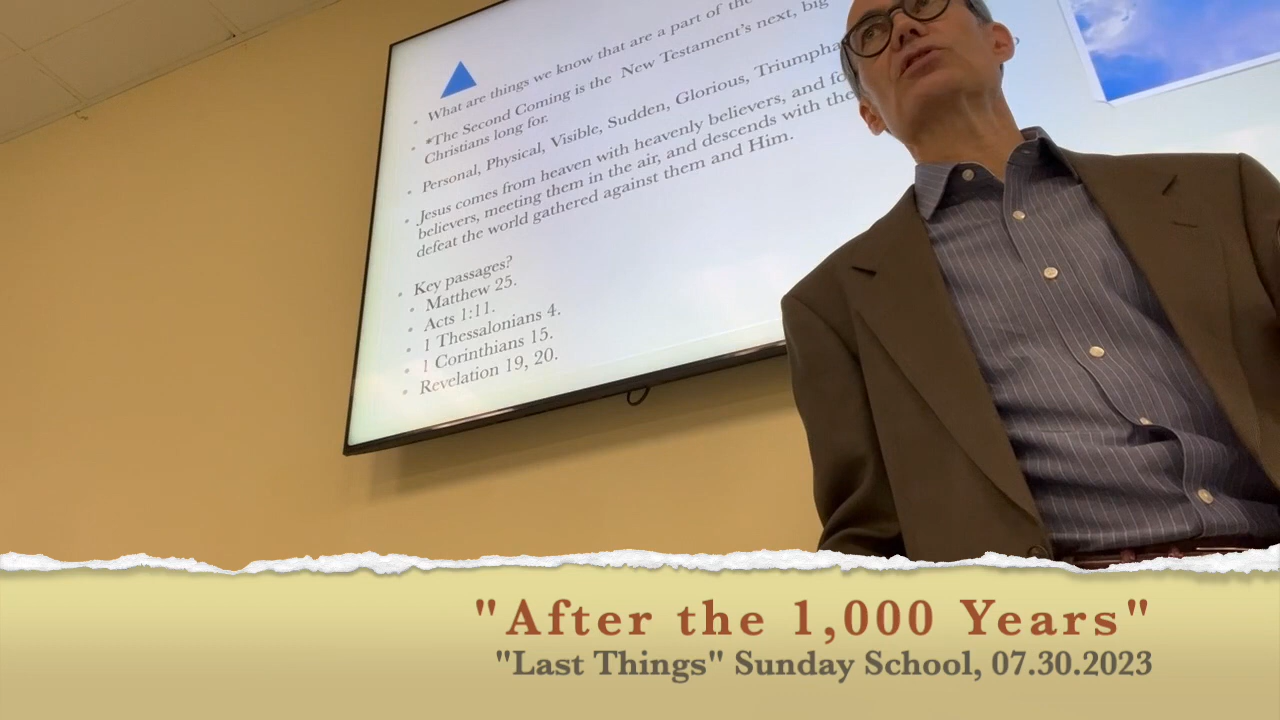 What are things we know that are a part of the
*The Second Coming is the New Testament's next, big
Christians long for.
Personal, Physical, Visible, Sudden, Glorious, Triumpha
Jesus comes from heaven with heavenly believers, and fo
believers, meeting them in the air, and descends with the
defeat the world gathered against them and Him.
Key passages?
Matthew 25.
Acts 1:11.
1 Thessalonians 4.
1 Corinthians 15.
Revelation 19, 20.
"After the 1,000 Years"
"Last Things" Sunday School, 07.30.2023